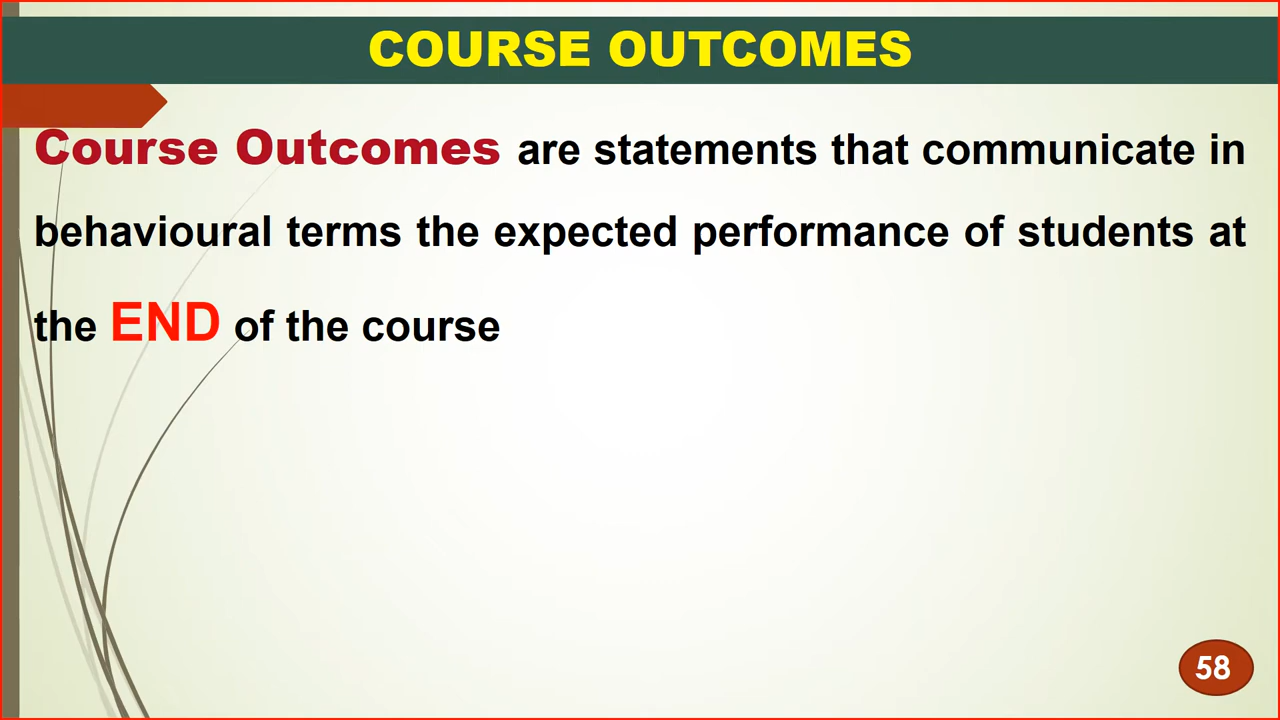 COURSE OUTCOMES
Course Outcomes are statements that communicate in
behavioural terms the expected performance of students at
the END of the course
58